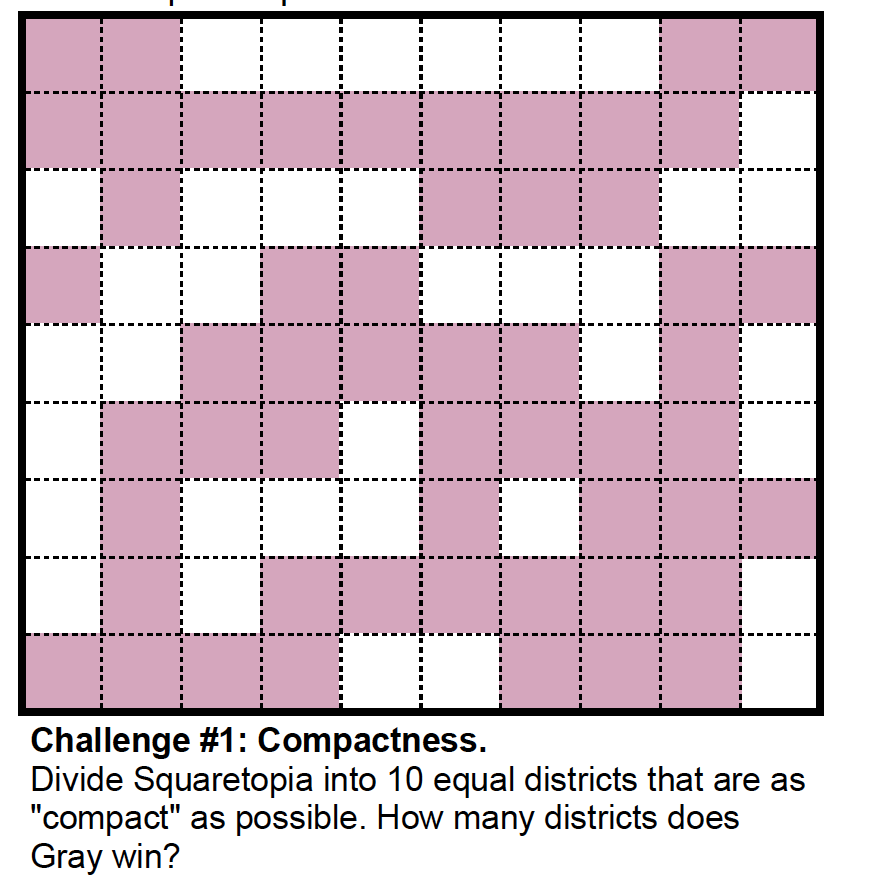 Challenge #1: Compactness.
Divide Squaretopia into 10 equal districts that are as
"compact" as possible. How many districts does
Gray win?